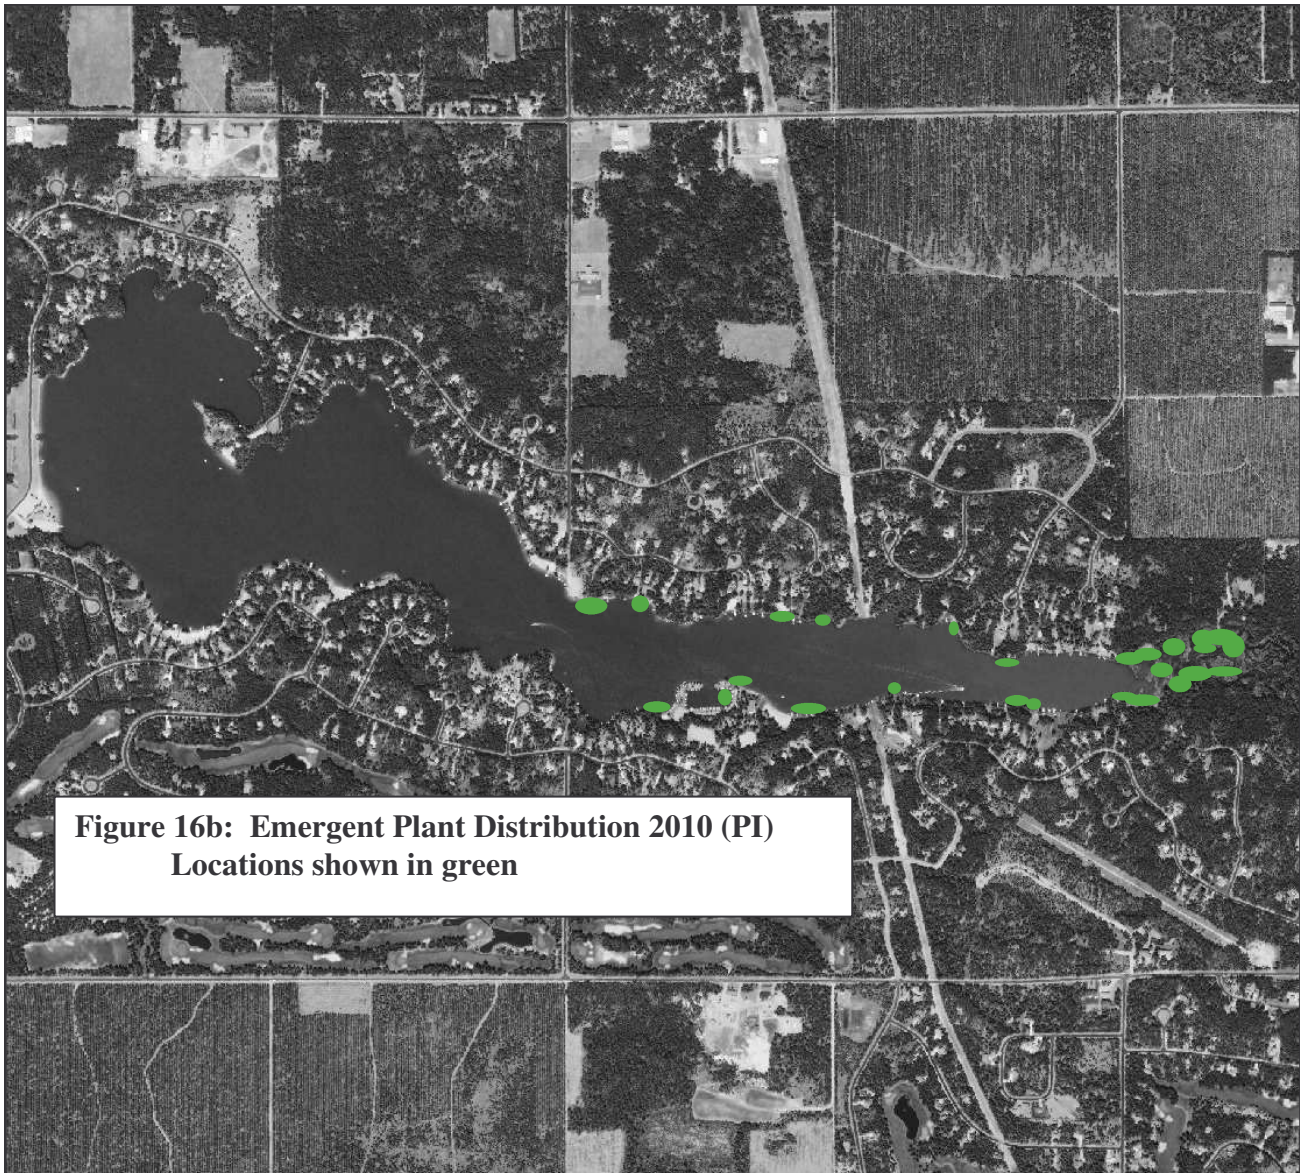 Figure 16b: Emergent Plant Distribution 2010 (PI)
Locations shown in green